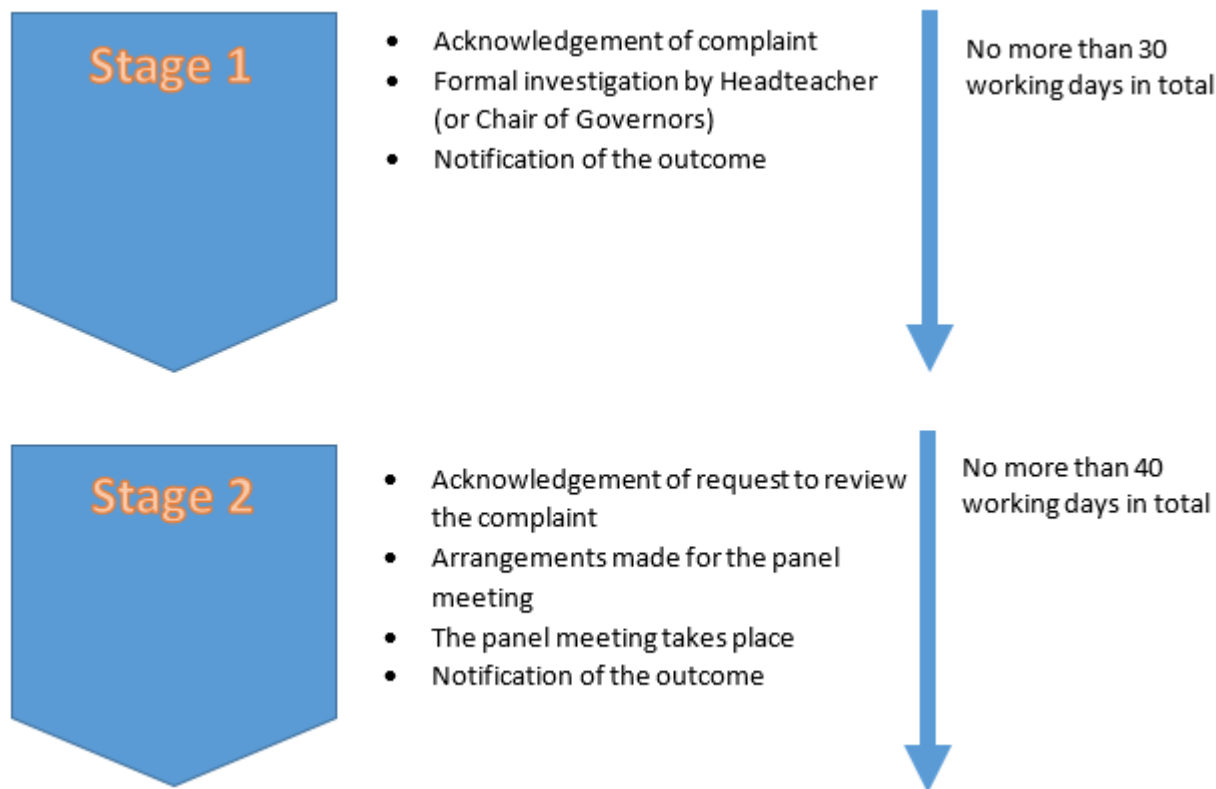 Stage 1
• Acknowledgement of complaint
• Formal investigation by Headteacher
(or Chair of Governors)
• Notification of the outcome
No more than 30
working days in total
Stage 2
• Acknowledgement of request to review
the complaint
• Arrangements made for the panel
meeting
• The panel meeting takes place
• Notification of the outcome
No more than 40
working days in total